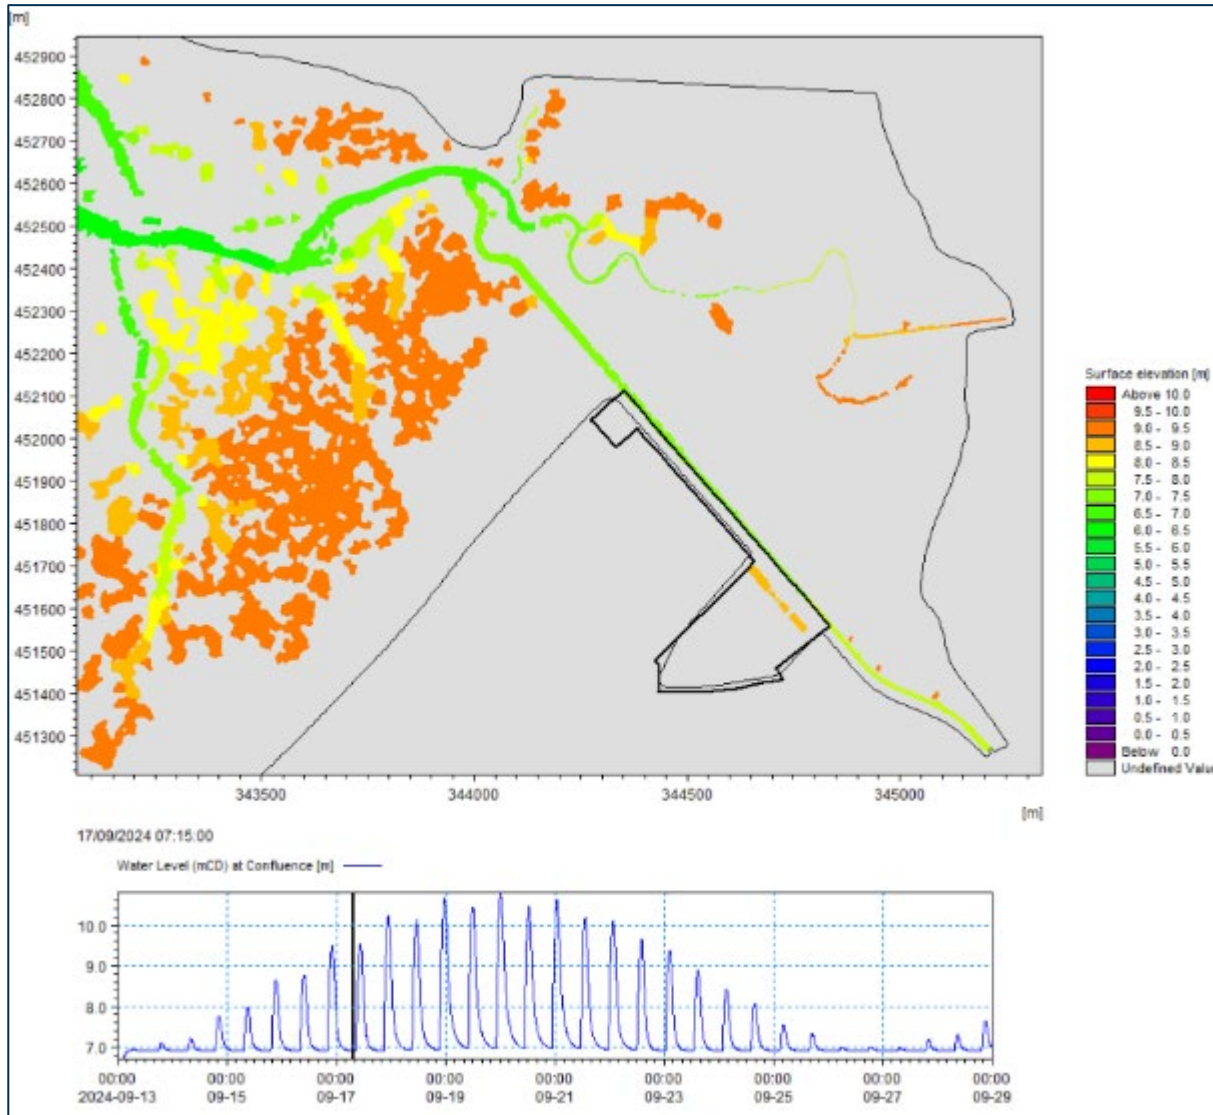 [m]
452900
452800
452700
452600
452500
452400
452300
452200
452100
452000
451900
451800
451700
451600
451500
451400
451300
343500 344000 344500 345000
[m]
Surface elevation [m]
Above 10.0
9.5 - 10.0
9.0 - 9.5
8.5 - 9.0
8.0 - 8.5
7.5 - 8.0
7.0 - 7.5
6.5 - 7.0
6.0 - 6.5
5.5 - 6.0
5.0 - 5.5
4.5 - 5.0
4.0 - 4.5
3.5 - 4.0
3.0 - 3.5
2.5 - 3.0
2.0 - 2.5
1.5 - 2.0
1.0 - 1.5
0.5 - 1.0
0.0 - 0.5
Below 0.0
Undefined Value
17/09/2024 07:15:00
Water Level (mCD) at Confluence [m]
10.0
9.0
8.0
7.0
00:00 00:00 00:00 00:00 00:00 00:00 00:00 00:00 00:00
2024-09-13 09-15 09-17 09-19 09-21 09-23 09-25 09-27 09-29